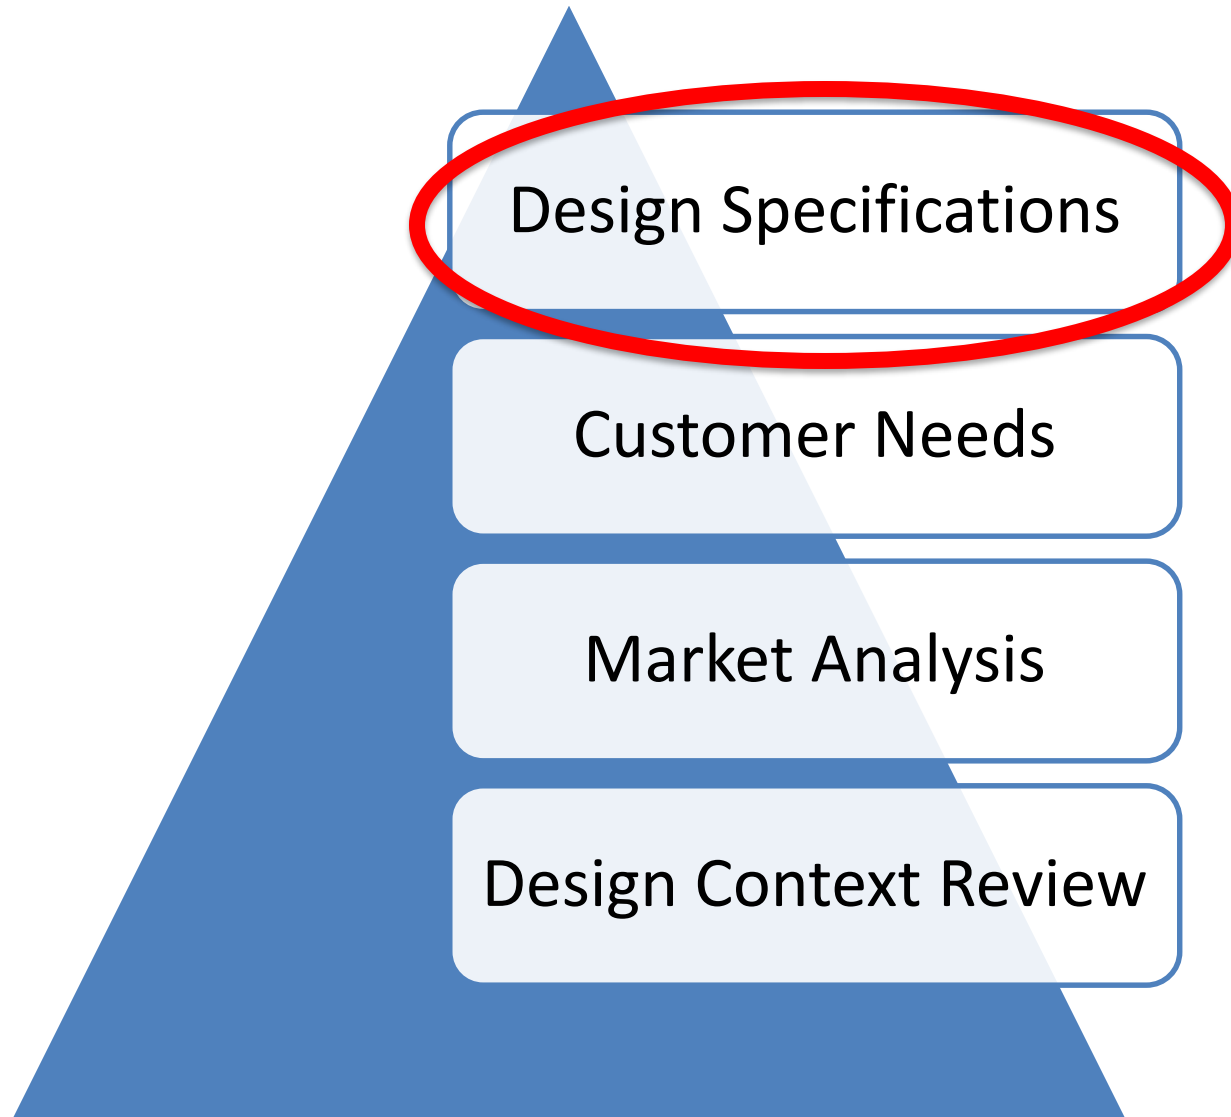 Design Specifications
Customer Needs
Market Analysis
Design Context Review